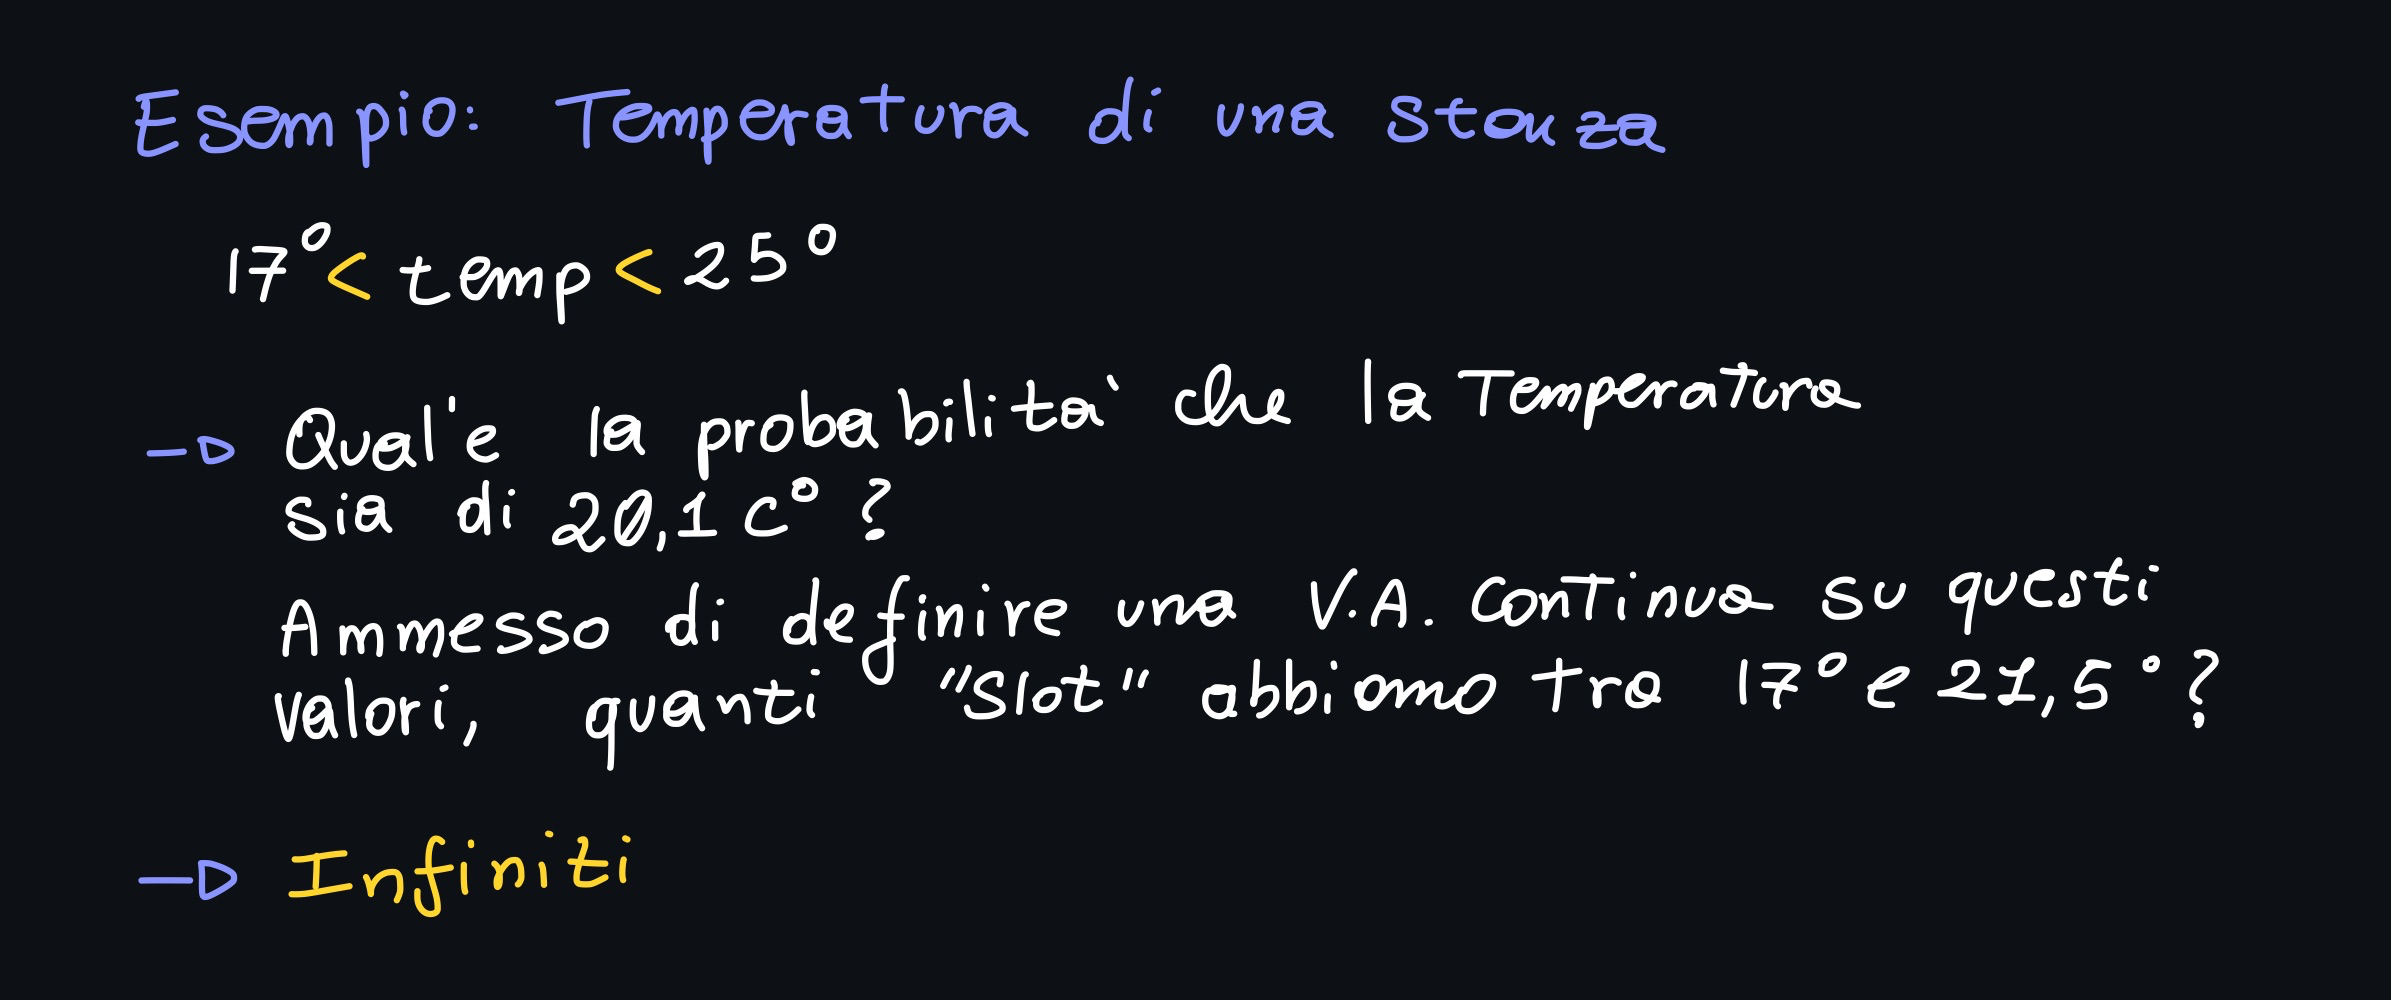 Esempio: Temperatura di una stanza
17° < temp < 25°
Qual'e la probabilita' che la Temperatura
sia di 20,1 C° ?
Ammesso di definire una V.A. Continua su questi
valori, quanti "Slot" abbiamo tra 17° e 21,5° ?
Infiniti